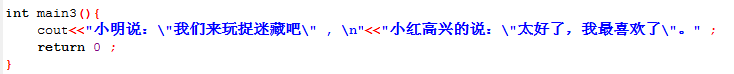 int main3(){
cout<<"小明说：\"我们来玩捉迷藏吧\" , \n"<<"小红高兴的说：\"太好了，我最喜欢了\"。" ;
return 0 ;
}